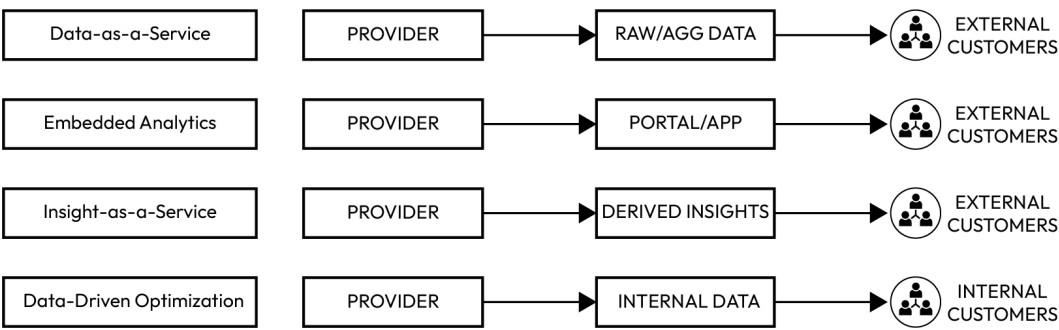 Data-as-a-Service
PROVIDER
RAW/AGG DATA
EXTERNAL
CUSTOMERS
Embedded Analytics
PROVIDER
PORTAL/APP
EXTERNAL
CUSTOMERS
Insight-as-a-Service
PROVIDER
DERIVED INSIGHTS
EXTERNAL
CUSTOMERS
Data-Driven Optimization
PROVIDER
INTERNAL DATA
INTERNAL
CUSTOMERS